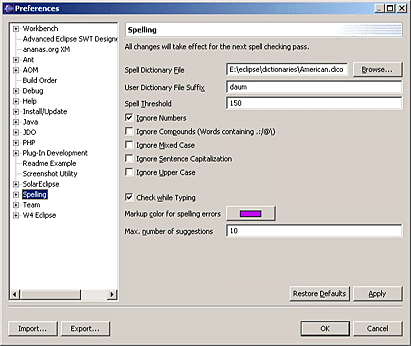 Preferences
Workbench
Advanced Eclipse SWT Designe
ananas.org XM
Ant
AOM
Build Order
Debug
Help
Install/Update
Java
JDO
PHP
Plug-In Development
Readme Example
Screenshot Utility
SolarEclipse
Spelling
Team
W4 Eclipse
Spelling
All changes will take effect for the next spell checking pass.
Spell Dictionary File E:\eclipse\dictionaries\American.dico Browse...
User Dictionary File Suffix daum
Spell Threshold 150
Ignore Numbers
Ignore Compounds (Words containing .:/@\)
Ignore Mixed Case
Ignore Sentence Capitalization
Ignore Upper Case
Check while Typing
Markup color for spelling errors
Max. number of suggestions 10
Restore Defaults Apply
Import... Export... OK Cancel